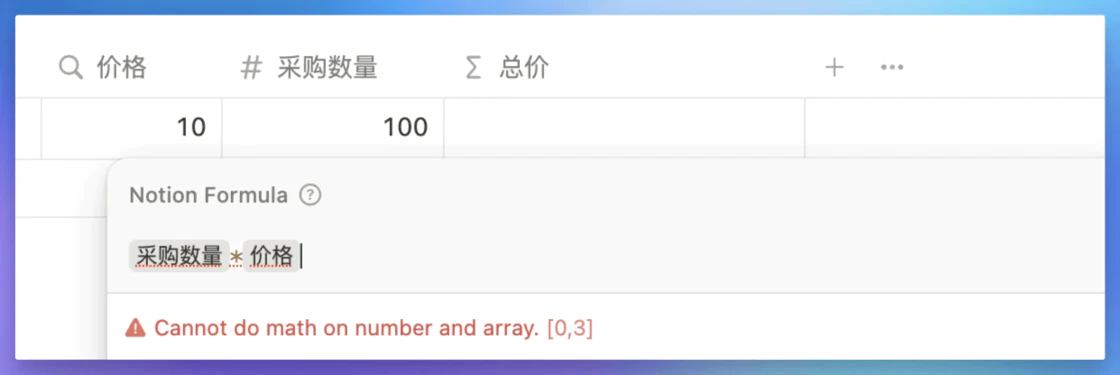 价格 # 采购数量 Σ 总价 + •••
10 100
Notion Formula ?
采购数量*价格
Cannot do math on number and array. [0,3]